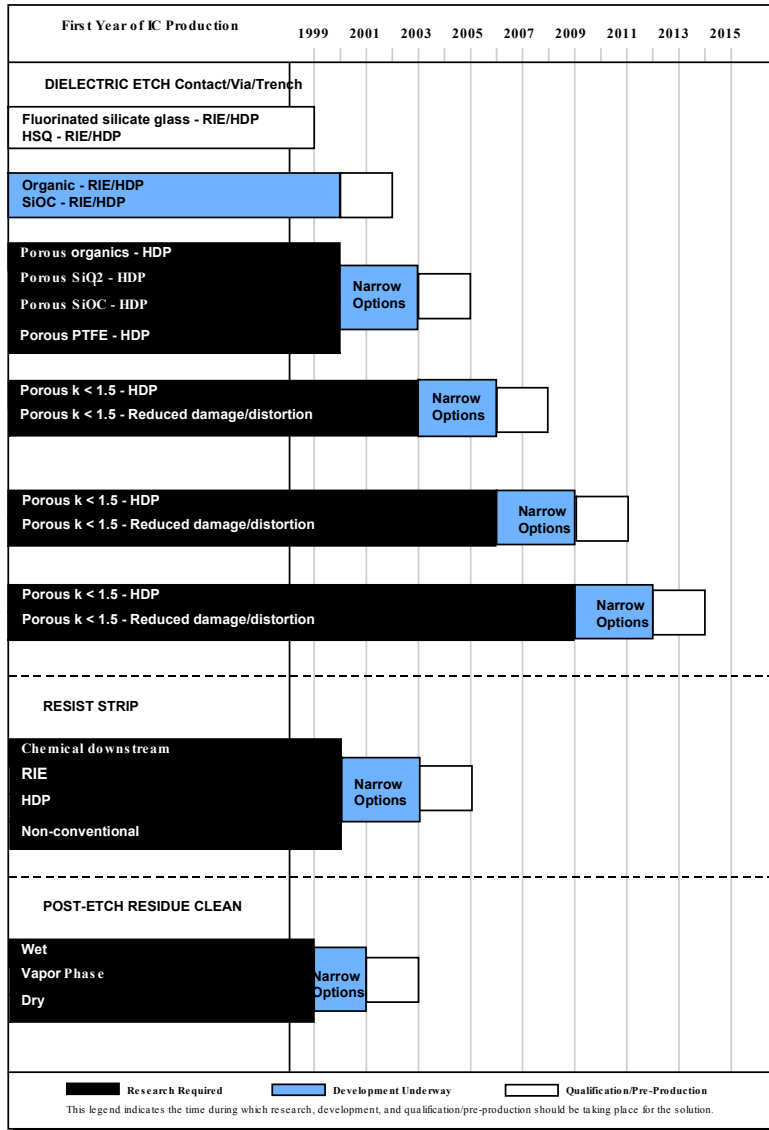 First Year of IC Production
1999 2001 2003 2005 2007 2009 2011 2013 2015
DIELECTRIC ETCH Contact/Via/Trench
Fluorinated silicate glass - RIE/HDP
HSQ - RIE/HDP
Organic - RIE/HDP
SiOC - RIE/HDP
Porous organics - HDP
Porous SiO2 - HDP
Porous SiOC - HDP
Porous PTFE - HDP
Narrow
Options
Porous k < 1.5 - HDP
Porous k < 1.5 - Reduced damage/distortion
Narrow
Options
Porous k < 1.5 - HDP
Porous k < 1.5 - Reduced damage/distortion
Narrow
Options
Porous k < 1.5 - HDP
Porous k < 1.5 - Reduced damage/distortion
Narrow
Options
RESIST STRIP
Chemical downstream
RIE
HDP
Non-conventional
Narrow
Options
POST-ETCH RESIDUE CLEAN
Wet
Vapor Phase
Dry
Narrow
Options
Research Required Development Underway Qualification/Pre-Production
This legend indicates the time during which research, development, and qualification/pre-production should be taking place for the solution.